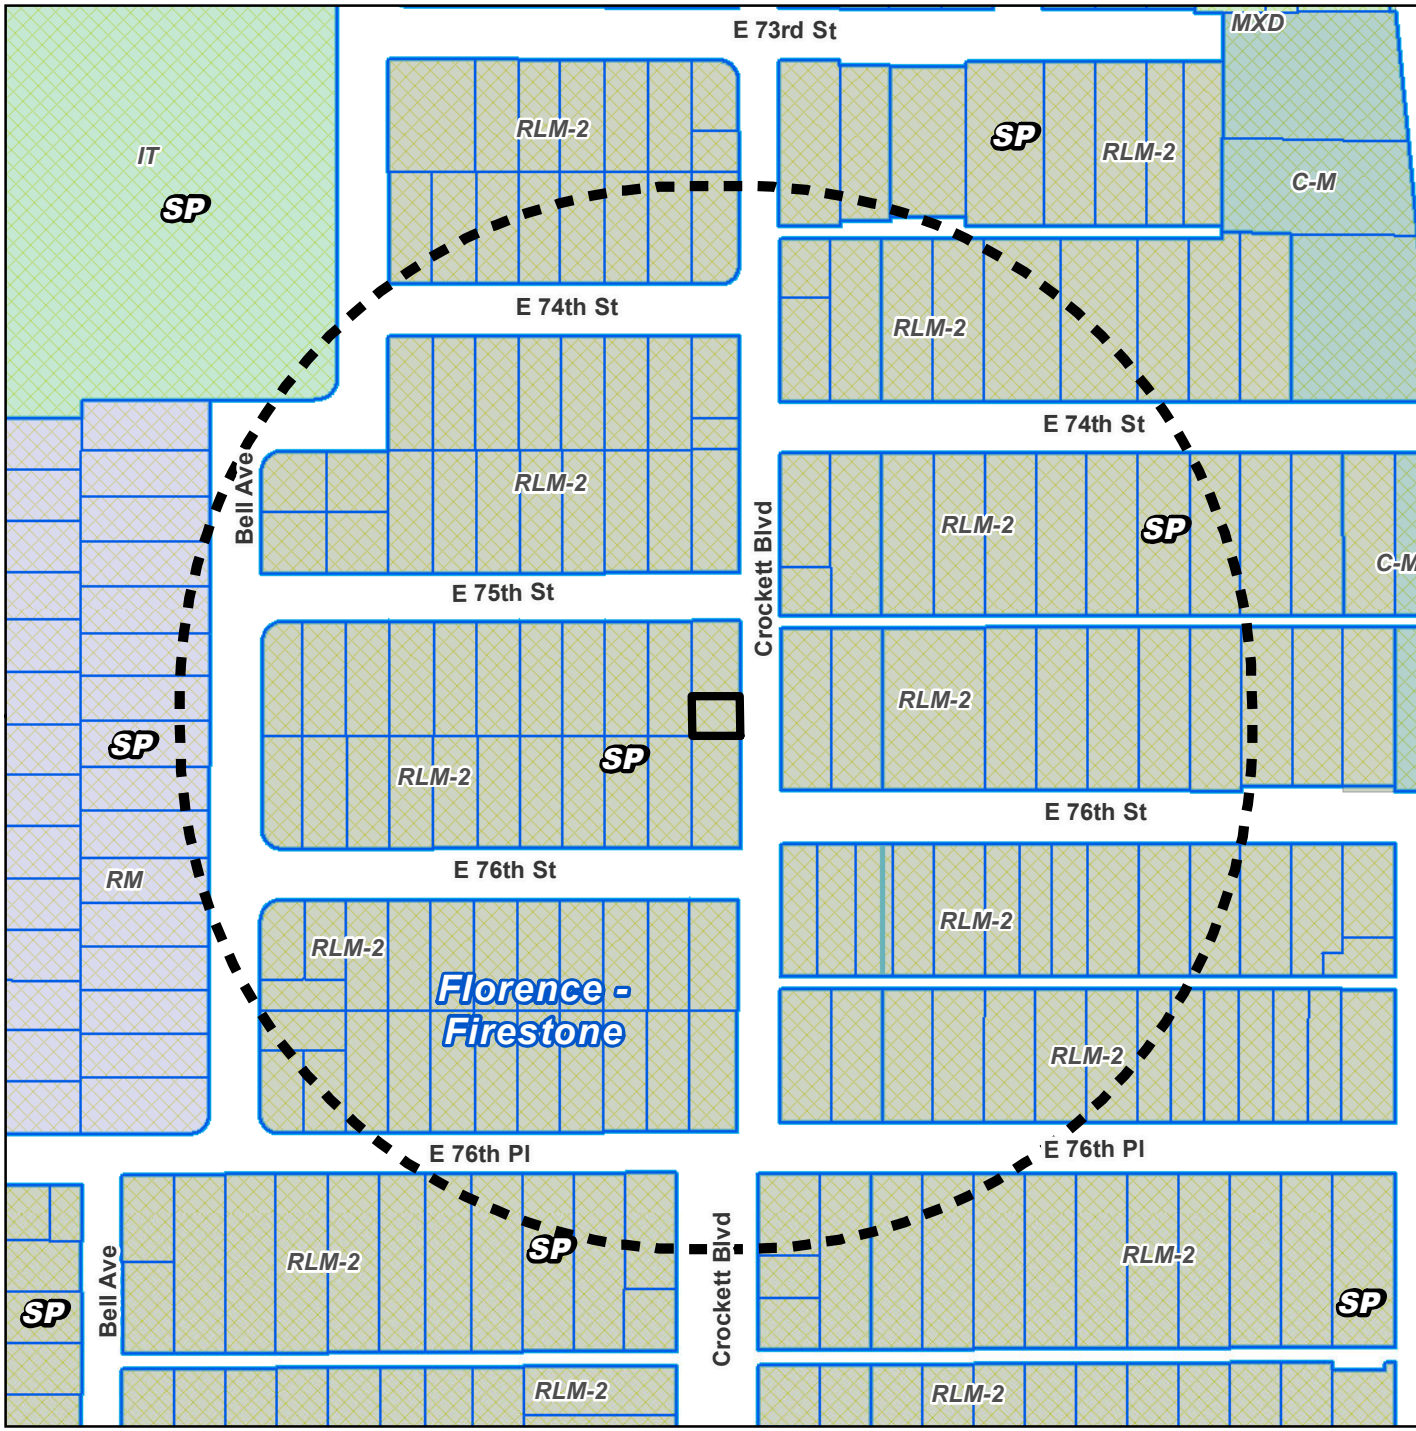 E 73rd St
MXD
RLM-2
SP
RLM-2
IT
C-M
SP
E 74th St
RLM-2
E 74th St
Bell Ave
RLM-2
Crockett Blvd
RLM-2
SP
C-M
E 75th St
RLM-2
SP
SP
RLM-2
E 76th St
E 76th St
RM
RLM-2
RLM-2
Florence -
Firestone
RLM-2
E 76th Pl
E 76th Pl
Bell Ave
RLM-2
SP
Crockett Blvd
RLM-2
SP
SP
RLM-2
RLM-2